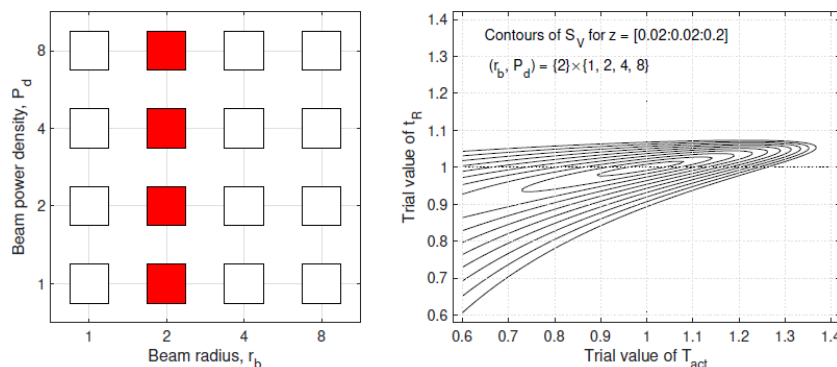 Beam power density, P_d
8
4
2
1
1 2 4 8
Beam radius, r_b
Contours of S_V for z = [0.02:0.02:0.2]
(r_b, P_d) = {2}×{1, 2, 4, 8}
Trial value of t_R
1.4
1.3
1.2
1.1
1.0
0.9
0.8
0.7
0.6
0.6 0.7 0.8 0.9 1 1.1 1.2 1.3 1.4
Trial value of T_act